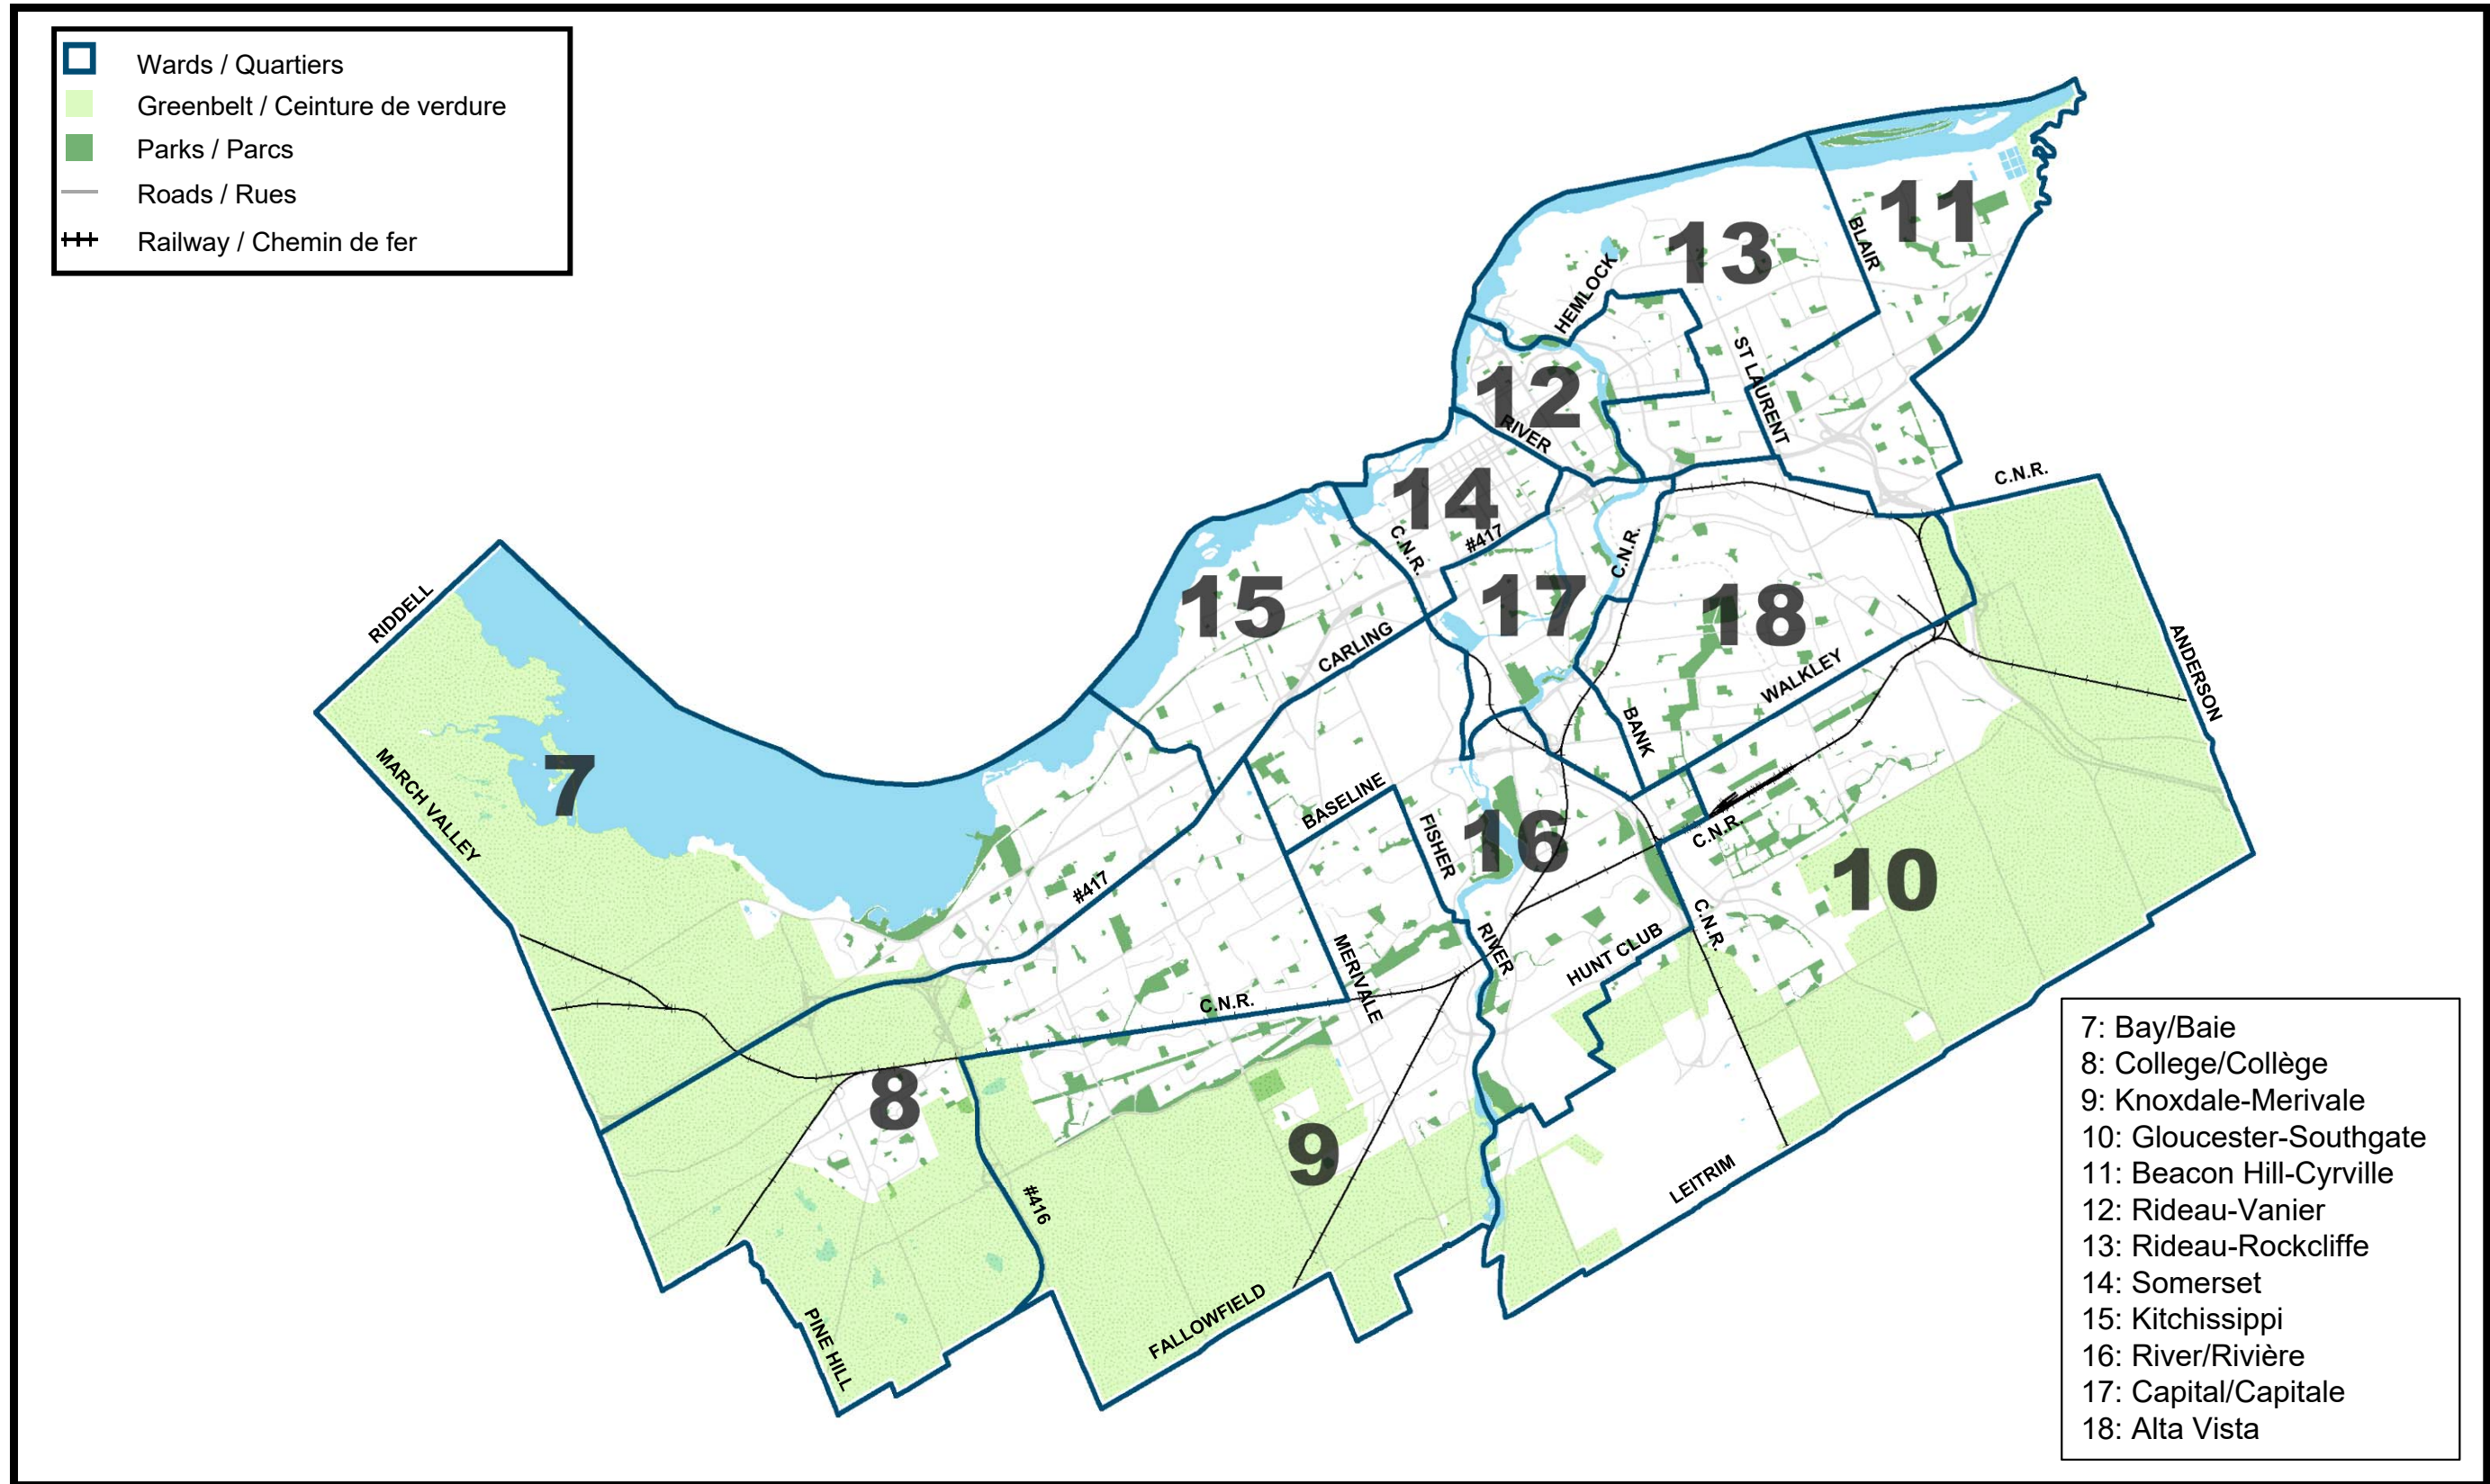 Wards / Quartiers
Greenbelt / Ceinture de verdure
Parks / Parcs
Roads / Rues
Railway / Chemin de fer
11
13
BLAIR
HEMLOCK
12
ST LAURENT
RIVER
C.N.R.
14
#417
C.N.R.
C.N.R.
15
17
18
RIDDELL
CARLING
ANDERSON
WALKLEY
BANK
7
MARCH VALLEY
BASELINE
16
FISHER
C.N.R.
10
#417
C.N.R.
RIVER
HUNT CLUB
MERIVALE
C.N.R.
8
9
#416
LEITRIM
FALLOWFIELD
PINE HILL
7: Bay/Baie
8: College/Collège
9: Knoxdale-Merivale
10: Gloucester-Southgate
11: Beacon Hill-Cyrville
12: Rideau-Vanier
13: Rideau-Rockcliffe
14: Somerset
15: Kitchissippi
16: River/Rivière
17: Capital/Capitale
18: Alta Vista